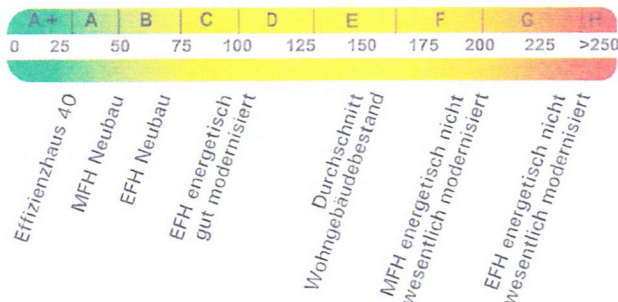 A+ A B C D E F G H
0 25 50 75 100 125 150 175 200 225 >250
Effizienzhaus 40
MFH Neubau
EFH Neubau
EFH energetisch
gut modernisiert
Durchschnitt
Wohngebäudebestand
MFH energetisch nicht
wesentlich modernisiert
EFH energetisch nicht
wesentlich modernisiert